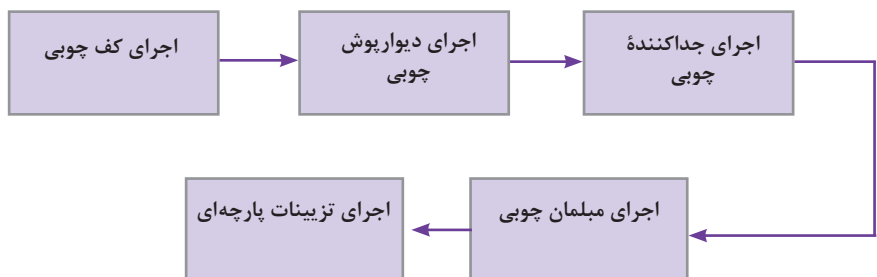 اجرای کف چوبی
اجرای دیوارپوش
چوبی
اجرای جداکنندهٔ
چوبی
اجرای مبلمان چوبی
اجرای تزیینات پارچه‌ای